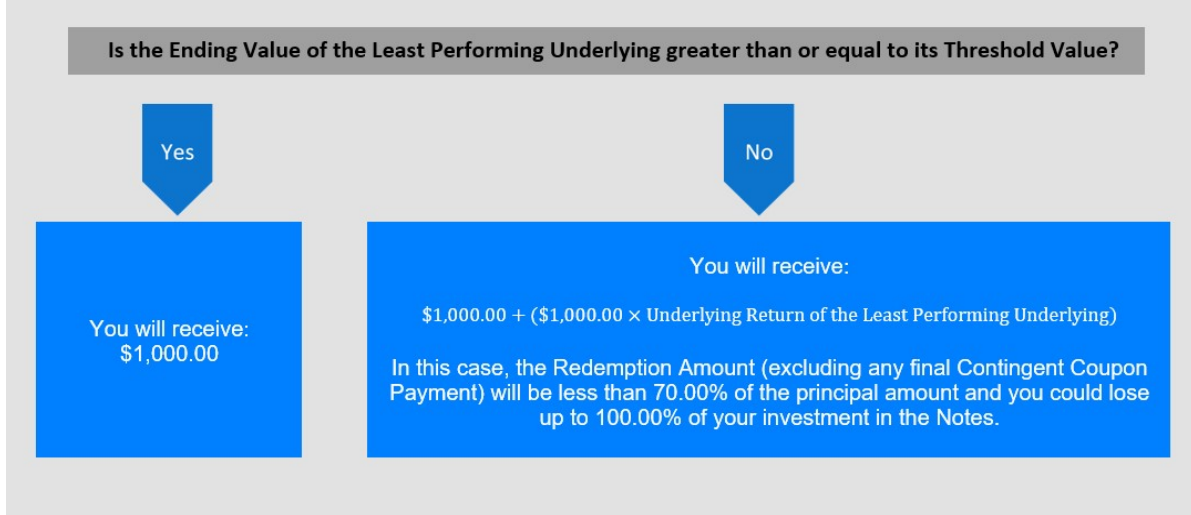 Is the Ending Value of the Least Performing Underlying greater than or equal to its Threshold Value?
Yes
No
You will receive:
$1,000.00
You will receive:
$1,000.00 + ($1,000.00 × Underlying Return of the Least Performing Underlying)
In this case, the Redemption Amount (excluding any final Contingent Coupon
Payment) will be less than 70.00% of the principal amount and you could lose
up to 100.00% of your investment in the Notes.